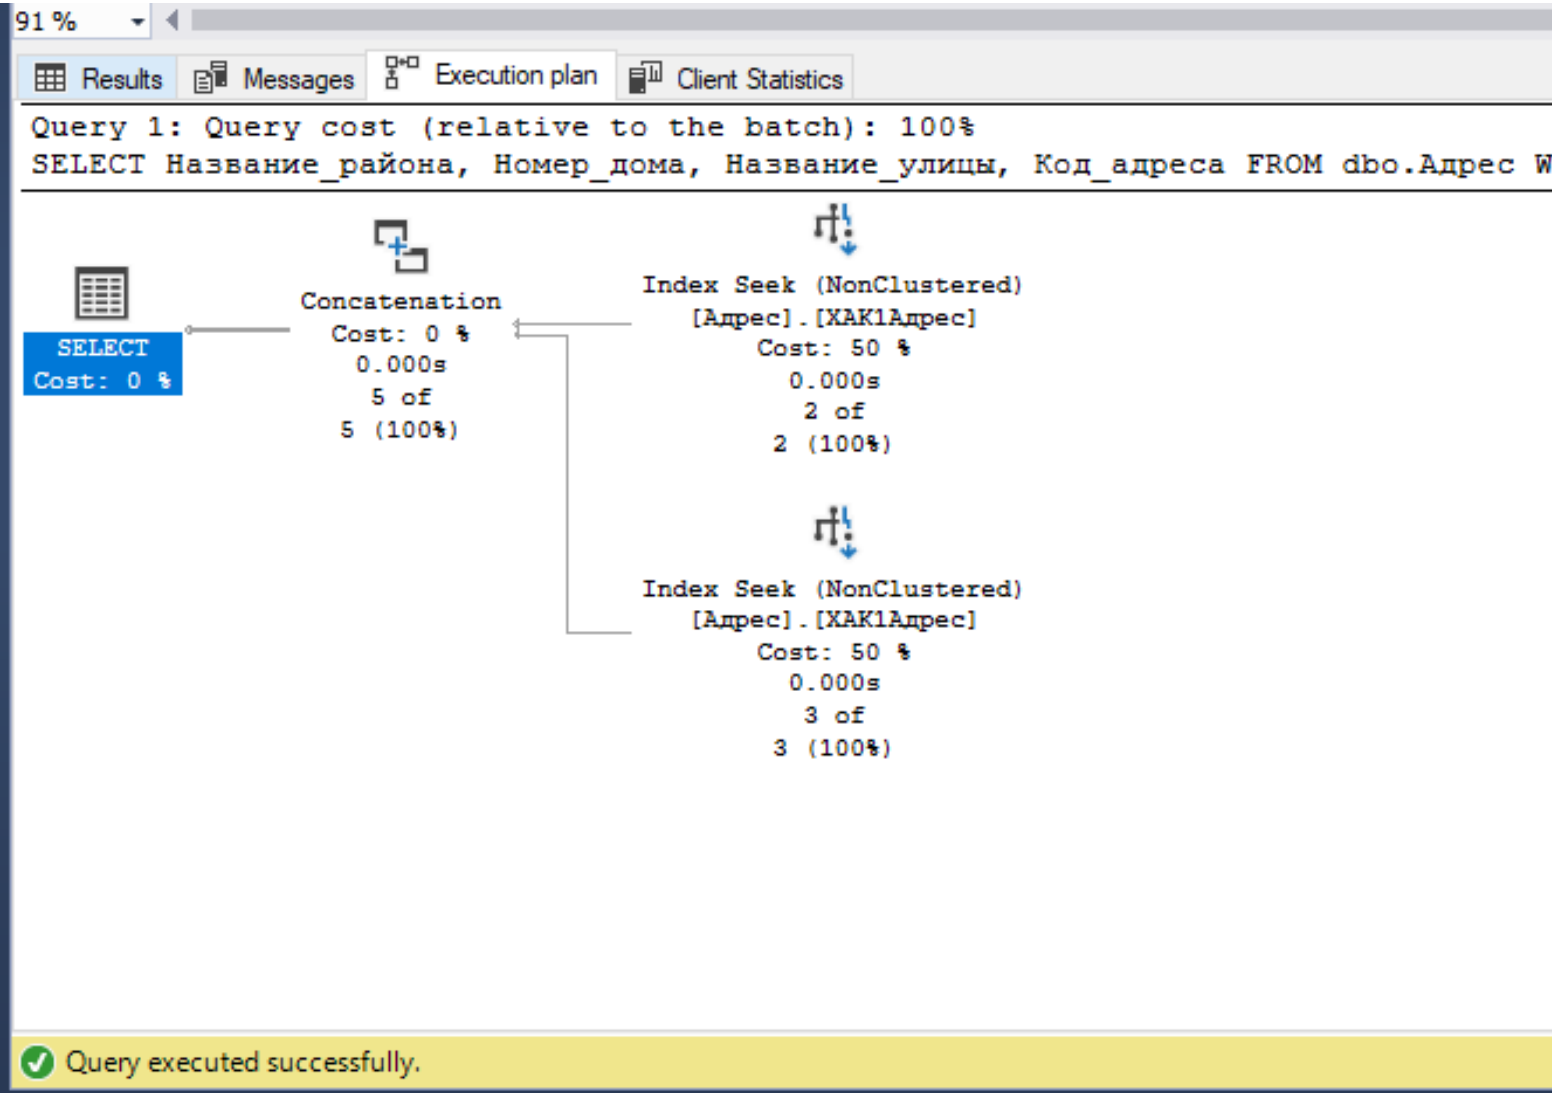 91 %
Results Messages Execution plan Client Statistics
Query 1: Query cost (relative to the batch): 100%
SELECT Название_района, Номер_дома, Название_улицы, Код_адреса FROM dbo.Адрес W
SELECT
Cost: 0 %
Concatenation
Cost: 0 %
0.000s
5 of
5 (100%)
Index Seek (NonClustered)
[Адрес].[XAK1Адрес]
Cost: 50 %
0.000s
2 of
2 (100%)
Index Seek (NonClustered)
[Адрес].[XAK1Адрес]
Cost: 50 %
0.000s
3 of
3 (100%)
Query executed successfully.